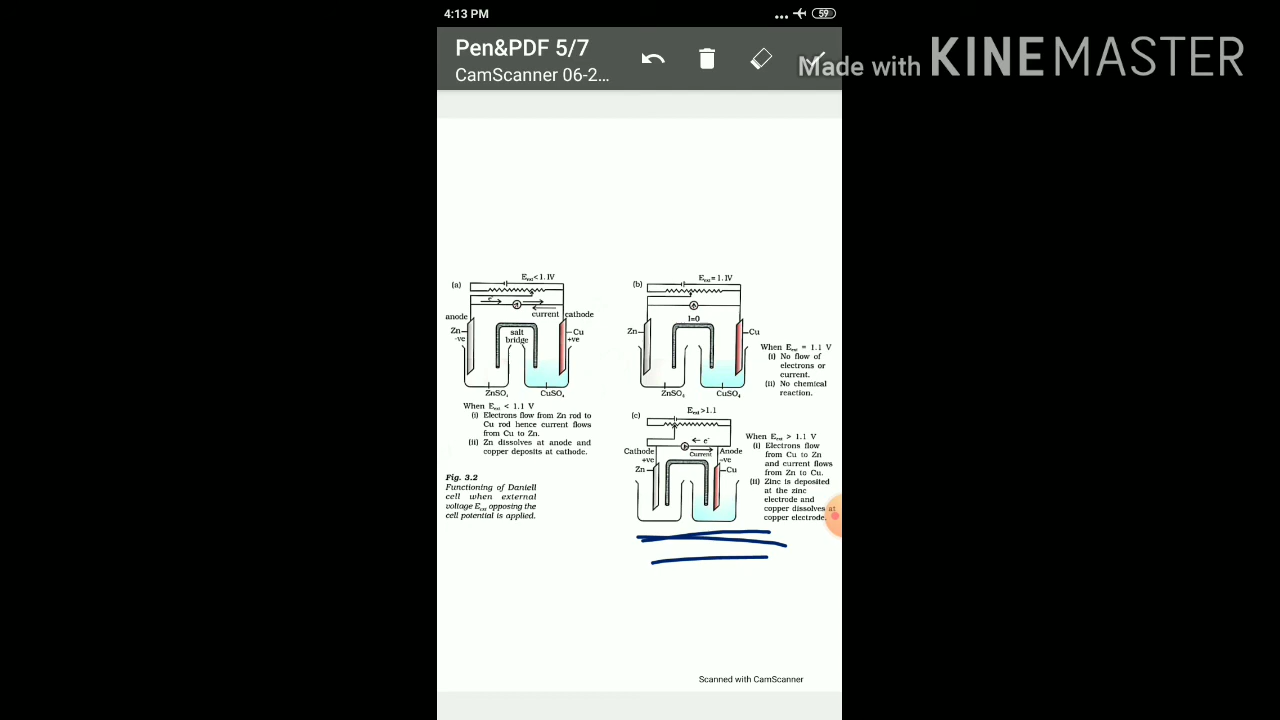 4:13 PM
59
Pen&PDF 5/7
CamScanner 06-2...
Made with KINEMASTER
(a)
Eext<1.1V
e-
current
anode
cathode
Zn
-ve
salt
bridge
Cu
+ve
ZnSO4
CuSO4
When Eext < 1.1 V
(i) Electrons flow from Zn rod to
Cu rod hence current flows
from Cu to Zn.
(ii) Zn dissolves at anode and
copper deposits at cathode.
(b)
Eext=1.1V
I=0
Zn
Cu
ZnSO4
CuSO4
When Eext = 1.1 V
(i) No flow of
electrons or
current.
(ii) No chemical
reaction.
(c)
Eext>1.1
e-
Current
Cathode
+ve
Anode
-ve
Zn
Cu
When Eext > 1.1 V
(i) Electrons flow
from Cu to Zn
and current flows
from Zn to Cu.
(ii) Zinc is deposited
at the zinc
electrode and
copper dissolves at
copper electrode.
Fig. 3.2
Functioning of Daniell
cell when external
voltage Eext opposing the
cell potential is applied.
Scanned with CamScanner